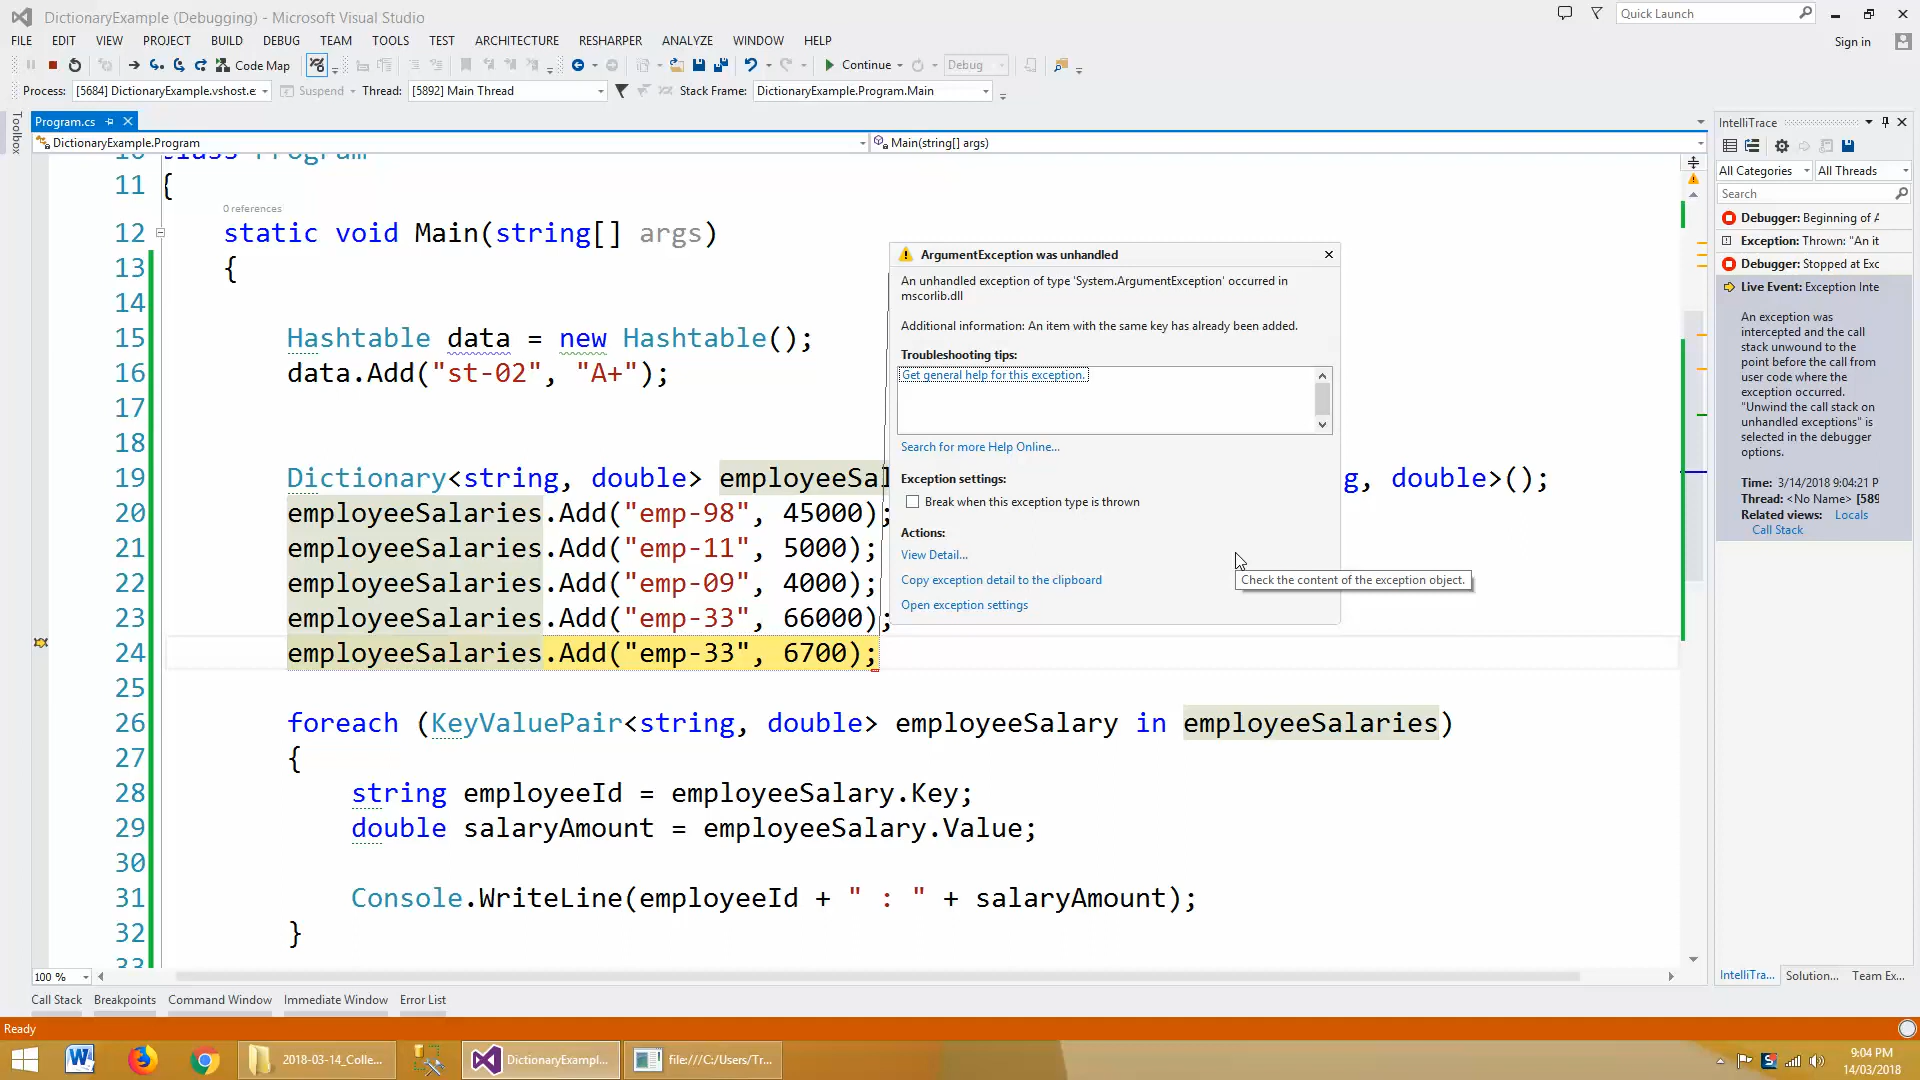 DictionaryExample (Debugging) - Microsoft Visual Studio
Quick Launch
FILE EDIT VIEW PROJECT BUILD DEBUG TEAM TOOLS TEST ARCHITECTURE RESHARPER ANALYZE WINDOW HELP
Sign in
Code Map
Continue
Debug
Process: [5684] DictionaryExample.vshost.e
Suspend
Thread: [5892] Main Thread
Stack Frame: DictionaryExample.Program.Main
Toolbox
Program.cs
DictionaryExample.Program
Main(string[] args)
11 {
0 references
12 static void Main(string[] args)
13 {
14
15 Hashtable data = new Hashtable();
16 data.Add("st-02", "A+");
17
18
19 Dictionary<string, double> employeeSal
g, double>();
20 employeeSalaries.Add("emp-98", 45000);
21 employeeSalaries.Add("emp-11", 5000);
22 employeeSalaries.Add("emp-09", 4000);
23 employeeSalaries.Add("emp-33", 66000);
24 employeeSalaries.Add("emp-33", 6700);
25
26 foreach (KeyValuePair<string, double> employeeSalary in employeeSalaries)
27 {
28 string employeeId = employeeSalary.Key;
29 double salaryAmount = employeeSalary.Value;
30
31 Console.WriteLine(employeeId + " : " + salaryAmount);
32 }
33
ArgumentException was unhandled
An unhandled exception of type 'System.ArgumentException' occurred in
mscorlib.dll
Additional information: An item with the same key has already been added.
Troubleshooting tips:
Get general help for this exception.
Search for more Help Online...
Exception settings:
Break when this exception type is thrown
Actions:
View Detail...
Copy exception detail to the clipboard
Open exception settings
Check the content of the exception object.
IntelliTrace
All Categories
All Threads
Search
Debugger: Beginning of A
Exception: Thrown: "An it
Debugger: Stopped at Exc
Live Event: Exception Inte
An exception was
intercepted and the call
stack unwound to the
point before the call from
user code where the
exception occurred.
"Unwind the call stack on
unhandled exceptions" is
selected in the debugger
options.
Time: 3/14/2018 9:04:21 P
Thread: <No Name> [589
Related views: Locals
Call Stack
100 %
IntelliTra... Solution... Team Ex...
Call Stack Breakpoints Command Window Immediate Window Error List
Ready
2018-03-14_Colle...
DictionaryExampl...
file:///C:/Users/Tr...
9:04 PM
14/03/2018